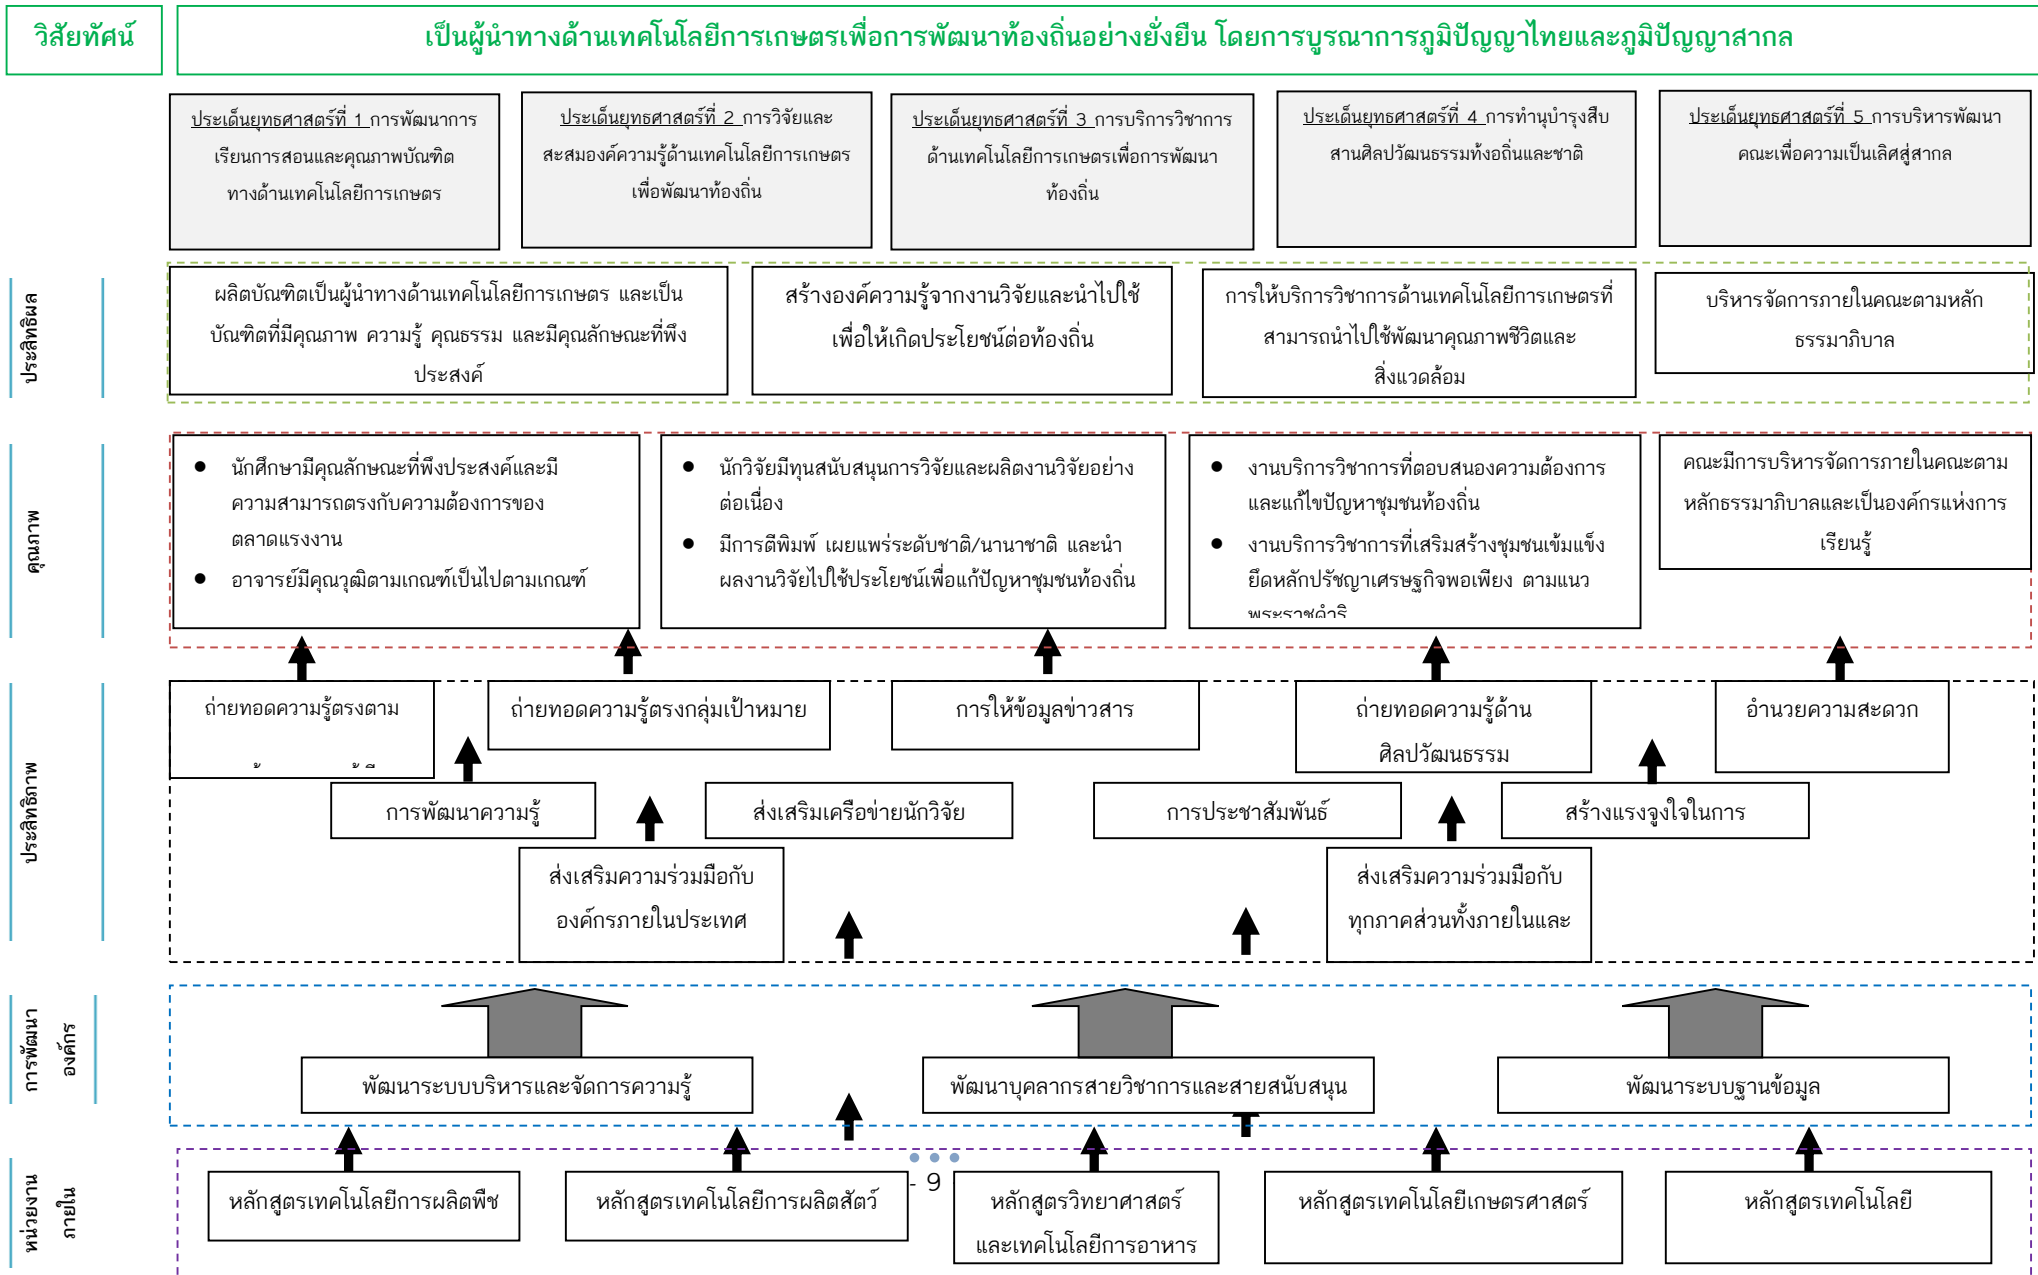 วิสัยทัศน์
เป็นผู้นำทางด้านเทคโนโลยีการเกษตรเพื่อการพัฒนาท้องถิ่นอย่างยั่งยืน โดยการบูรณาการภูมิปัญญาไทยและภูมิปัญญาสากล
ประเด็นยุทธศาสตร์ที่ 1 การพัฒนาการ
เรียนการสอนและคุณภาพบัณฑิต
ทางด้านเทคโนโลยีการเกษตร
ประเด็นยุทธศาสตร์ที่ 2 การวิจัยและ
สะสมองค์ความรู้ด้านเทคโนโลยีการเกษตร
เพื่อพัฒนาท้องถิ่น
ประเด็นยุทธศาสตร์ที่ 3 การบริการวิชาการ
ด้านเทคโนโลยีการเกษตรเพื่อการพัฒนา
ท้องถิ่น
ประเด็นยุทธศาสตร์ที่ 4 การทำนุบำรุงสืบ
สานศิลปวัฒนธรรมท้งอถิ่นและชาติ
ประเด็นยุทธศาสตร์ที่ 5 การบริหารพัฒนา
คณะเพื่อความเป็นเลิศสู่สากล
ประสิทธิผล
ผลิตบัณฑิตเป็นผู้นำทางด้านเทคโนโลยีการเกษตร และเป็น
บัณฑิตที่มีคุณภาพ ความรู้ คุณธรรม และมีคุณลักษณะที่พึง
ประสงค์
สร้างองค์ความรู้จากงานวิจัยและนำไปใช้
เพื่อให้เกิดประโยชน์ต่อท้องถิ่น
การให้บริการวิชาการด้านเทคโนโลยีการเกษตรที่
สามารถนำไปใช้พัฒนาคุณภาพชีวิตและ
สิ่งแวดล้อม
บริหารจัดการภายในคณะตามหลัก
ธรรมาภิบาล
คุณภาพ
● นักศึกษามีคุณลักษณะที่พึงประสงค์และมี
ความสามารถตรงกับความต้องการของ
ตลาดแรงงาน
● อาจารย์มีคุณวุฒิตามเกณฑ์เป็นไปตามเกณฑ์
● นักวิจัยมีทุนสนับสนุนการวิจัยและผลิตงานวิจัยอย่าง
ต่อเนื่อง
● มีการตีพิมพ์ เผยแพร่ระดับชาติ/นานาชาติ และนำ
ผลงานวิจัยไปใช้ประโยชน์เพื่อแก้ปัญหาชุมชนท้องถิ่น
● งานบริการวิชาการที่ตอบสนองความต้องการ
และแก้ไขปัญหาชุมชนท้องถิ่น
● งานบริการวิชาการที่เสริมสร้างชุมชนเข้มแข็ง
ยึดหลักปรัชญาเศรษฐกิจพอเพียง ตามแนว
พระราชดำริ
คณะมีการบริหารจัดการภายในคณะตาม
หลักธรรมาภิบาลและเป็นองค์กรแห่งการ
เรียนรู้
ประสิทธิภาพ
ถ่ายทอดความรู้ตรงตาม
ถ่ายทอดความรู้ตรงกลุ่มเป้าหมาย
การให้ข้อมูลข่าวสาร
ถ่ายทอดความรู้ด้าน
ศิลปวัฒนธรรม
อำนวยความสะดวก
การพัฒนาความรู้
ส่งเสริมเครือข่ายนักวิจัย
การประชาสัมพันธ์
สร้างแรงจูงใจในการ
ส่งเสริมความร่วมมือกับ
องค์กรภายในประเทศ
ส่งเสริมความร่วมมือกับ
ทุกภาคส่วนทั้งภายในและ
การพัฒนา
องค์กร
พัฒนาระบบบริหารและจัดการความรู้
พัฒนาบุคลากรสายวิชาการและสายสนับสนุน
พัฒนาระบบฐานข้อมูล
หน่วยงาน
ภายใน
หลักสูตรเทคโนโลยีการผลิตพืช
หลักสูตรเทคโนโลยีการผลิตสัตว์
- 9
หลักสูตรวิทยาศาสตร์
และเทคโนโลยีการอาหาร
หลักสูตรเทคโนโลยีเกษตรศาสตร์
หลักสูตรเทคโนโลยี